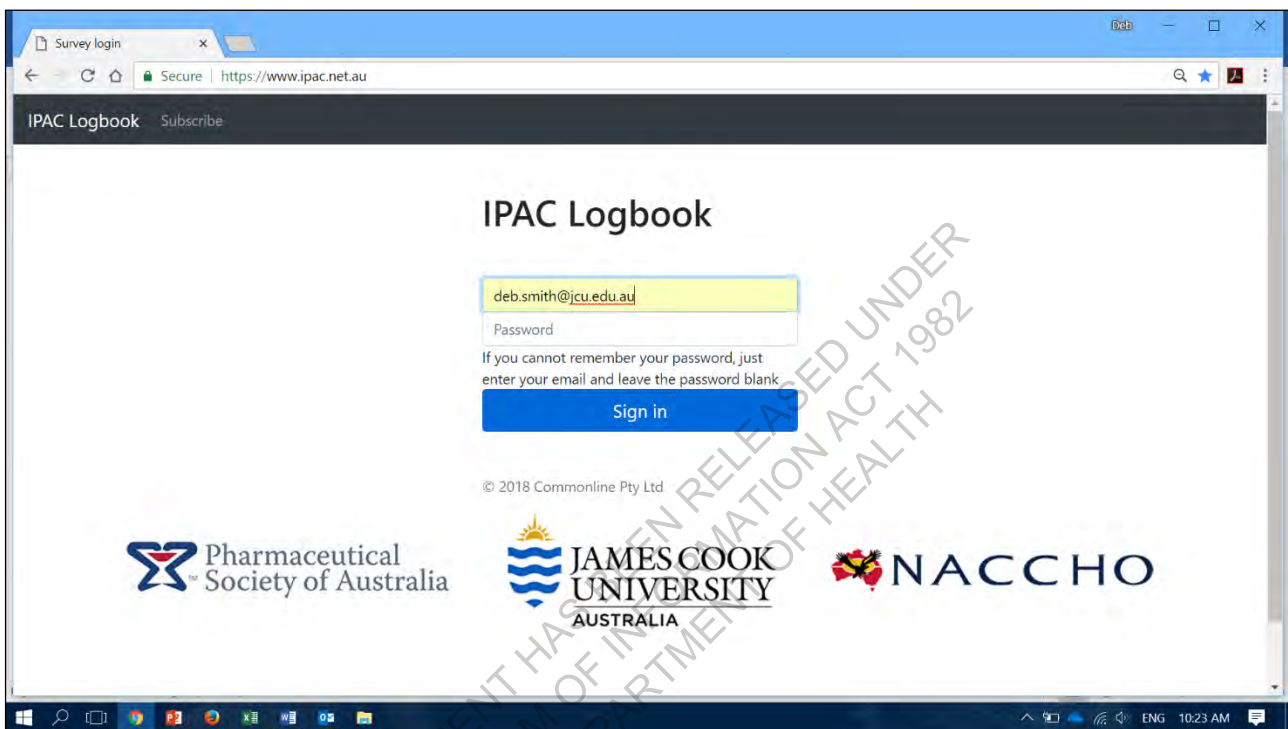 Survey login
Deb
Secure | https://www.ipac.net.au
IPAC Logbook Subscribe
IPAC Logbook
deb.smith@jcu.edu.au
Password
If you cannot remember your password, just
enter your email and leave the password blank
Sign in
© 2018 Commonline Pty Ltd
Pharmaceutical
Society of Australia
JAMES COOK
UNIVERSITY
AUSTRALIA
NACCHO
ENG 10:23 AM
ENT HAS BEEN RELEASED UNDER
OM OF INFORMATION ACT 1982
PARTMENT OF HEALTH